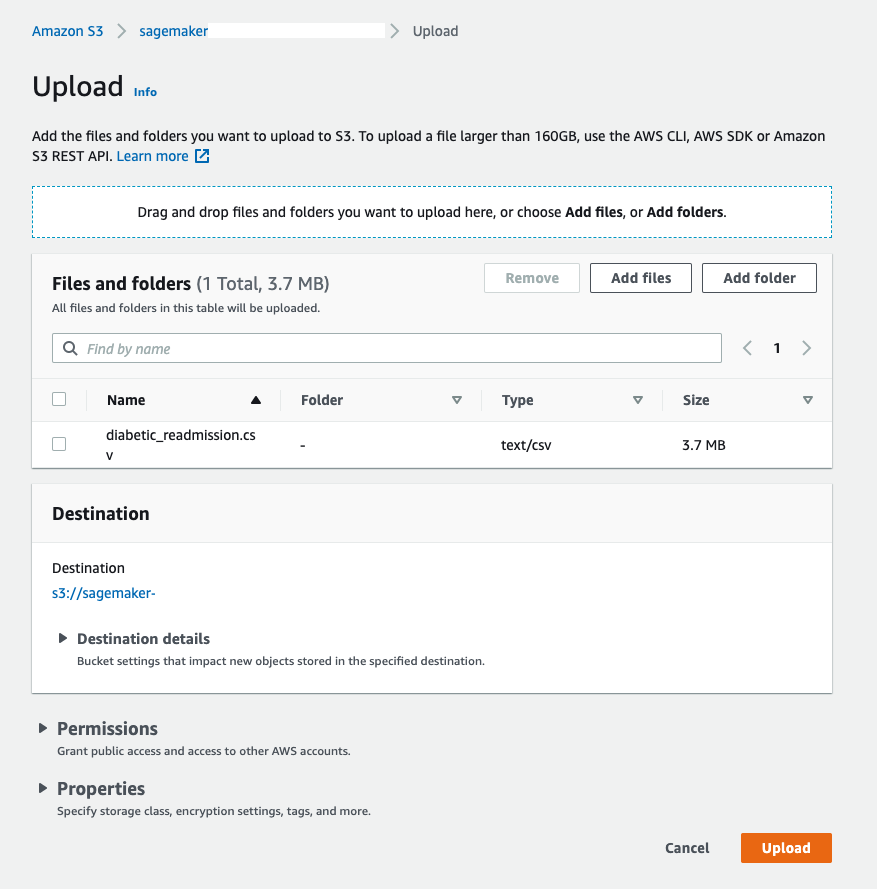 Amazon S3 sagemaker Upload
Upload Info
Add the files and folders you want to upload to S3. To upload a file larger than 160GB, use the AWS CLI, AWS SDK or Amazon
S3 REST API. Learn more
Drag and drop files and folders you want to upload here, or choose Add files, or Add folders.
Files and folders (1 Total, 3.7 MB)
Remove Add files Add folder
All files and folders in this table will be uploaded.
Find by name
1
Name Folder Type Size
diabetic_readmission.cs
v
- text/csv 3.7 MB
Destination
Destination
s3://sagemaker-
Destination details
Bucket settings that impact new objects stored in the specified destination.
Permissions
Grant public access and access to other AWS accounts.
Properties
Specify storage class, encryption settings, tags, and more.
Cancel Upload